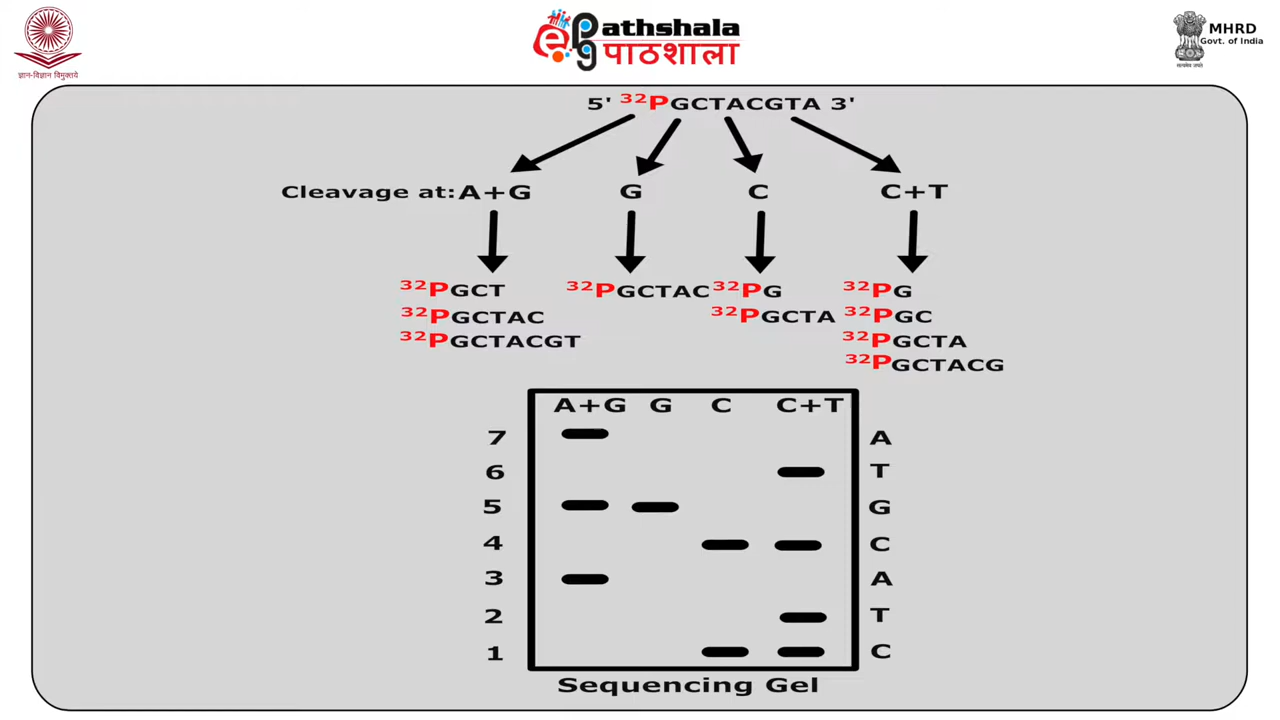 ज्ञान-विज्ञान विमुक्तये
ePathshala
पाठशाला
MHRD
Govt. of India
सत्यमेव जयते
5' 32PGCTACGTA 3'
Cleavage at: A+G G C C+T
32PGCT 32PGCTAC 32PG 32PG
32PGCTAC 32PGCTA 32PGC
32PGCTACGT 32PGCTA
32PGCTACG
A+G G C C+T
7 A
6 T
5 G
4 C
3 A
2 T
1 C
Sequencing Gel